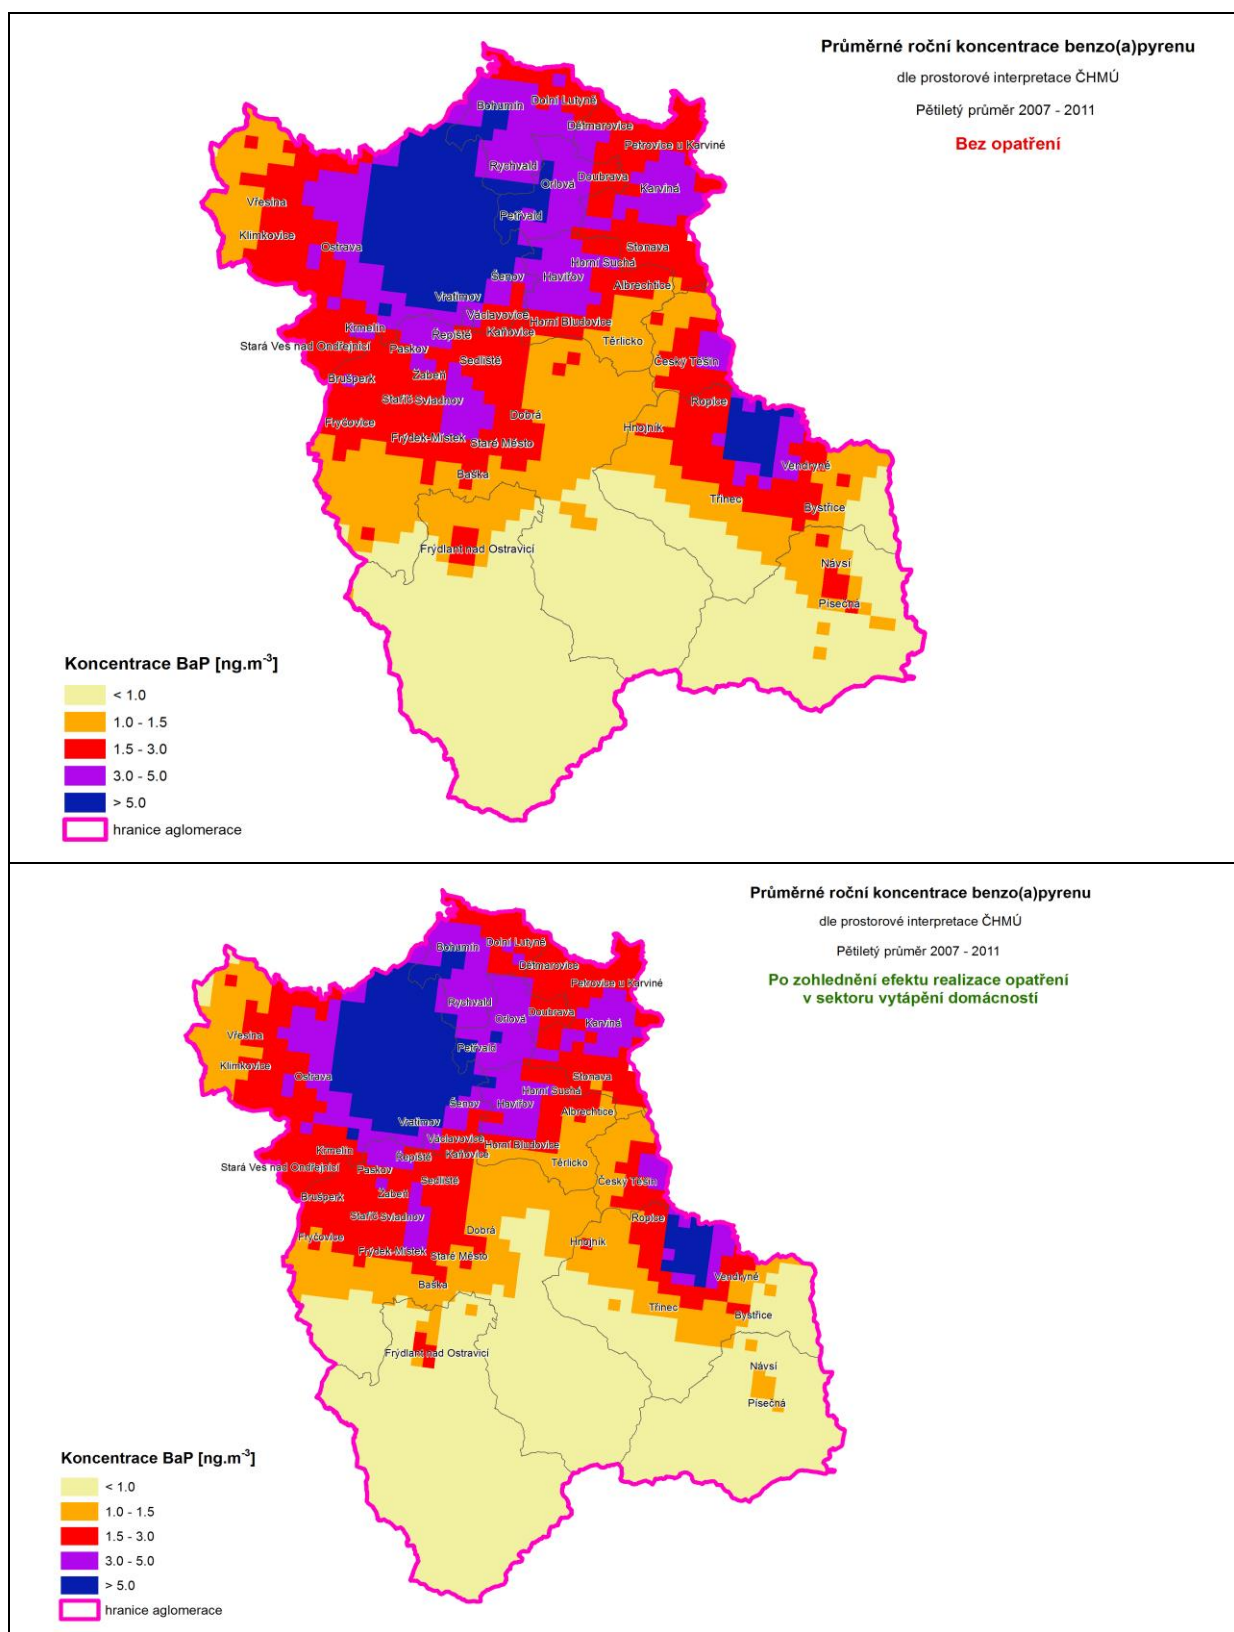 Průměrné roční koncentrace benzo(a)pyrenu
dle prostorové interpretace ČHMÚ
Pětiletý průměr 2007 - 2011
Bez opatření
Bohumín
Dolní Lutyně
Dětmarovice
Petrovice u Karviné
Rychvald
Orlová
Doubrava
Karviná
Vřesina
Petřvald
Klimkovice
Ostrava
Stonava
Šenov
Havířov
Horní Suchá
Albrechtice
Vratimov
Václavovice
Horní Bludovice
Krmelín
Řepiště
Kaňovice
Stará Ves nad Ondřejnicí
Paskov
Sedliště
Těrlicko
Český Těšín
Brušperk
Žabeň
Staříč
Sviadnov
Ropice
Fryčovice
Dobrá
Hnojník
Frýdek-Místek
Staré Město
Vendryně
Baška
Třinec
Bystřice
Frýdlant nad Ostravicí
Návsí
Písečná
Koncentrace BaP [ng.m-3]
< 1.0
1.0 - 1.5
1.5 - 3.0
3.0 - 5.0
> 5.0
hranice aglomerace
Průměrné roční koncentrace benzo(a)pyrenu
dle prostorové interpretace ČHMÚ
Pětiletý průměr 2007 - 2011
Po zohlednění efektu realizace opatření
v sektoru vytápění domácností
Bohumín
Dolní Lutyně
Dětmarovice
Petrovice u Karviné
Rychvald
Orlová
Doubrava
Karviná
Vřesina
Petřvald
Klimkovice
Ostrava
Stonava
Horní Suchá
Šenov
Havířov
Albrechtice
Vratimov
Václavovice
Horní Bludovice
Krmelín
Řepiště
Kaňovice
Stará Ves nad Ondřejnicí
Paskov
Těrlicko
Sedliště
Český Těšín
Brušperk
Žabeň
Staříč
Sviadnov
Ropice
Fryčovice
Dobrá
Hnojník
Frýdek-Místek
Staré Město
Vendryně
Baška
Třinec
Bystřice
Frýdlant nad Ostravicí
Návsí
Písečná
Koncentrace BaP [ng.m-3]
< 1.0
1.0 - 1.5
1.5 - 3.0
3.0 - 5.0
> 5.0
hranice aglomerace